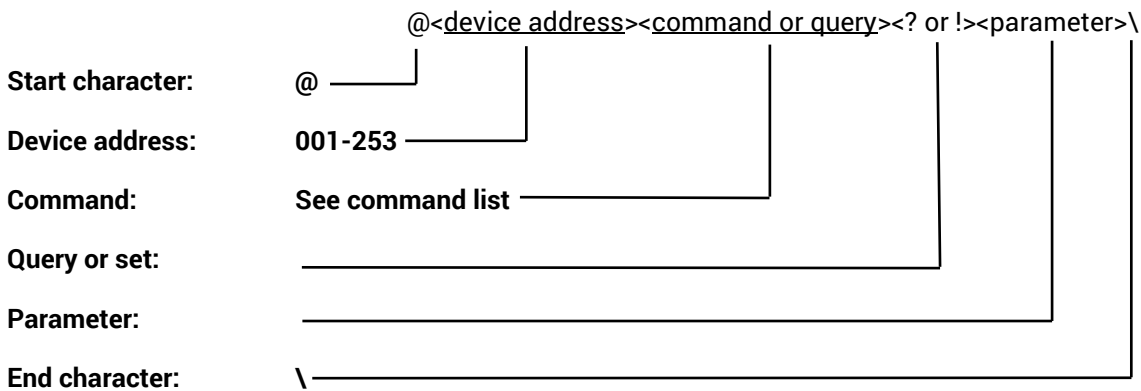 @<device address><command or query><? or !><parameter>\
Start character: @
Device address: 001-253
Command: See command list
Query or set:
Parameter:
End character: \